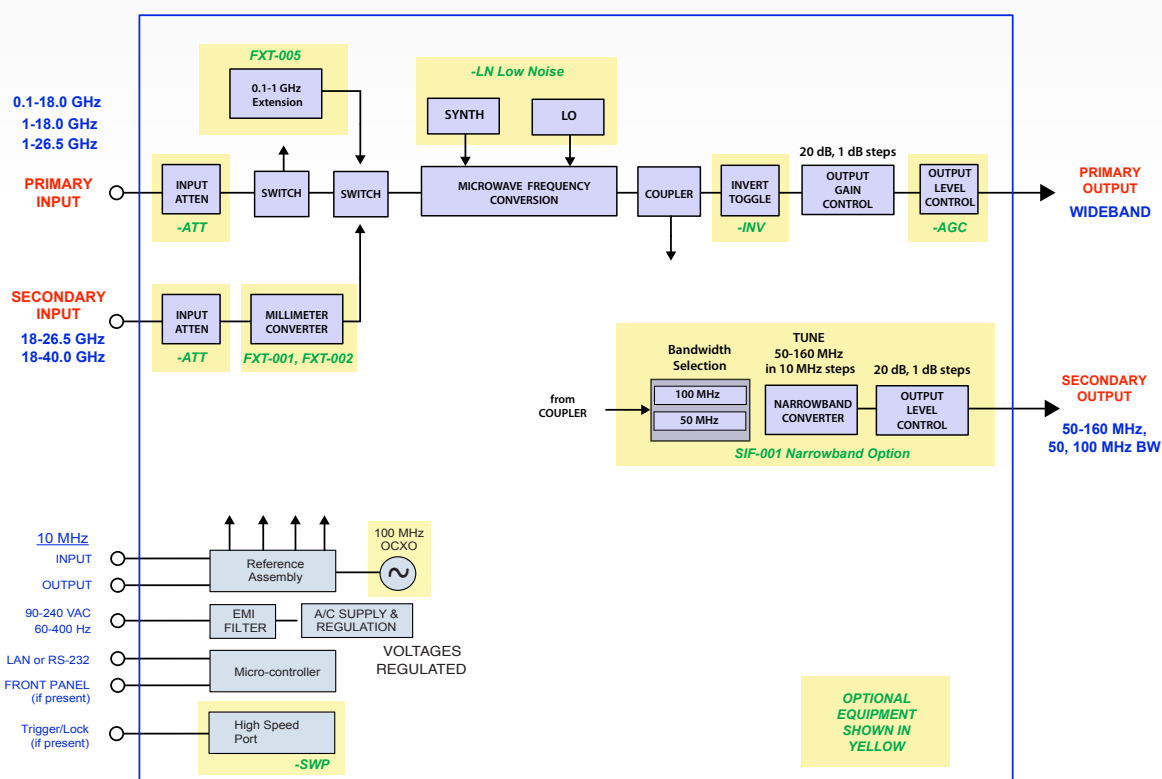 FXT-005
0.1-1 GHz
Extension
-LN Low Noise
SYNTH
LO
0.1-18.0 GHz
1-18.0 GHz
1-26.5 GHz
PRIMARY
INPUT
INPUT
ATTEN
-ATT
SWITCH
SWITCH
MICROWAVE FREQUENCY
CONVERSION
COUPLER
INVERT
TOGGLE
-INV
20 dB, 1 dB steps
OUTPUT
GAIN
CONTROL
OUTPUT
LEVEL
CONTROL
-AGC
PRIMARY
OUTPUT
WIDEBAND
SECONDARY
INPUT
18-26.5 GHz
18-40.0 GHz
INPUT
ATTEN
-ATT
MILLIMETER
CONVERTER
FXT-001, FXT-002
from
COUPLER
Bandwidth
Selection
100 MHz
50 MHz
TUNE
50-160 MHz
in 10 MHz steps
NARROWBAND
CONVERTER
20 dB, 1 dB steps
OUTPUT
LEVEL
CONTROL
SIF-001 Narrowband Option
SECONDARY
OUTPUT
50-160 MHz,
50, 100 MHz BW
10 MHz
INPUT
OUTPUT
Reference
Assembly
100 MHz
OCXO
90-240 VAC
60-400 Hz
EMI
FILTER
A/C SUPPLY &
REGULATION
VOLTAGES
REGULATED
LAN or RS-232
FRONT PANEL
(if present)
Micro-controller
Trigger/Lock
(if present)
High Speed
Port
-SWP
OPTIONAL
EQUIPMENT
SHOWN IN
YELLOW